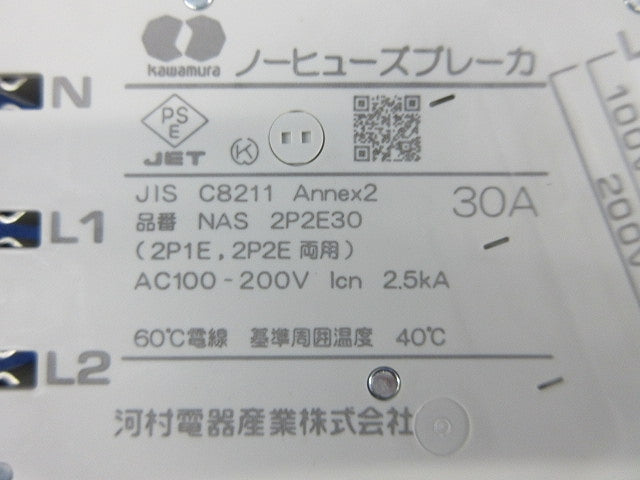 kawamura ノーヒューズブレーカ
N
PS
E
JET
K
JIS C8211 Annex2
30A
L1
品番 NAS 2P2E30
(2P1E, 2P2E 両用)
AC100-200V Icn 2.5kA
60℃電線 基準周囲温度 40℃
L2
河村電器産業株式会社
L
100V
200V